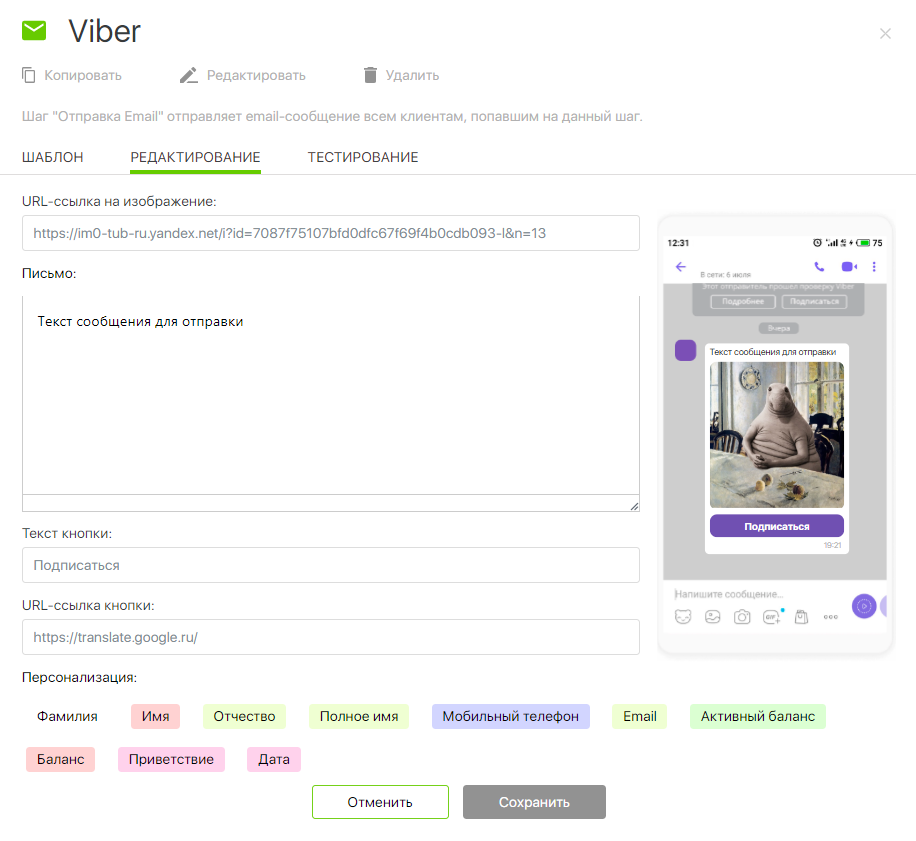 Viber
Копировать Редактировать Удалить
Шаг "Отправка Email" отправляет email-сообщение всем клиентам, попавшим на данный шаг.
ШАБЛОН РЕДАКТИРОВАНИЕ ТЕСТИРОВАНИЕ
URL-ссылка на изображение:
https://im0-tub-ru.yandex.net/i?id=7087f75107bfd0dfc67f69f4b0cdb093-l&n=13
Письмо:
Текст сообщения для отправки
Текст кнопки:
Подписаться
URL-ссылка кнопки:
https://translate.google.ru/
Персонализация:
Фамилия Имя Отчество Полное имя Мобильный телефон Email Активный баланс
Баланс Приветствие Дата
Отменить Сохранить
12:31 75
В сети: 6 июля
Этот отправитель прошел проверку Viber
Подробнее Подписаться
Вчера
Текст сообщения для отправки
Подписаться
19:21
Напишите сообщение...
GIF